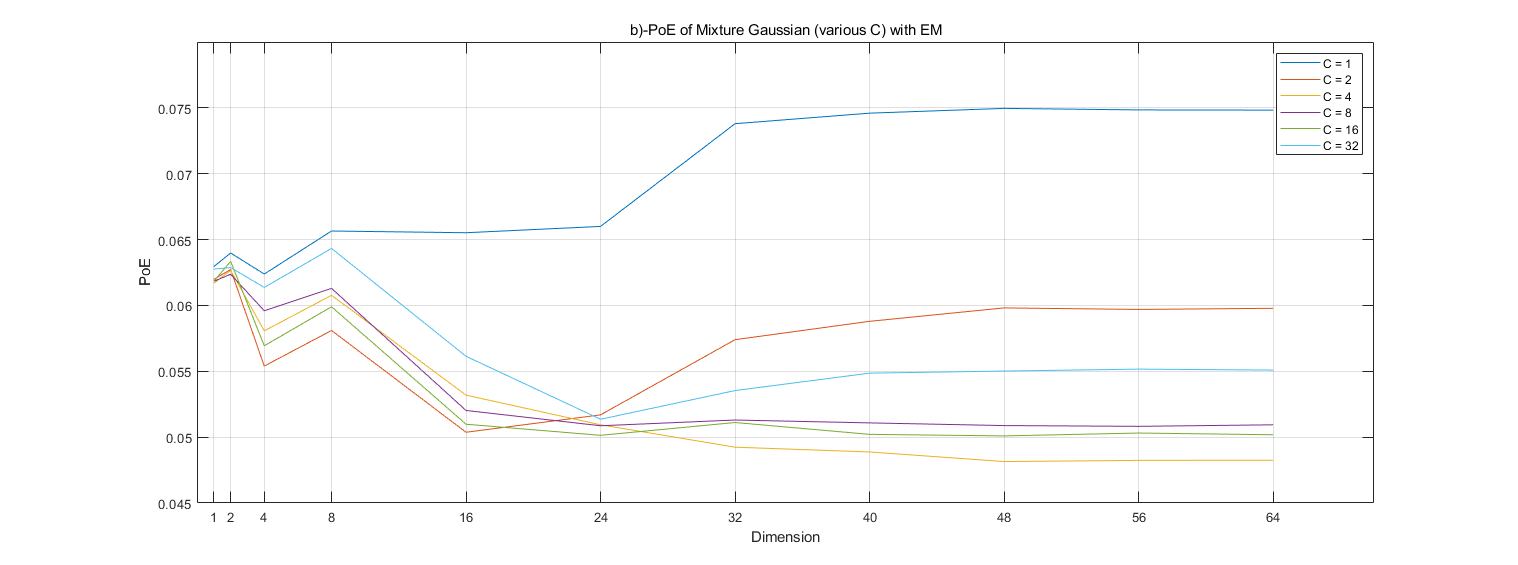 b)-PoE of Mixture Gaussian (various C) with EM
C = 1
C = 2
C = 4
C = 8
C = 16
C = 32
0.075
0.07
0.065
0.06
0.055
0.05
0.045
PoE
1 2 4 8 16 24 32 40 48 56 64
Dimension